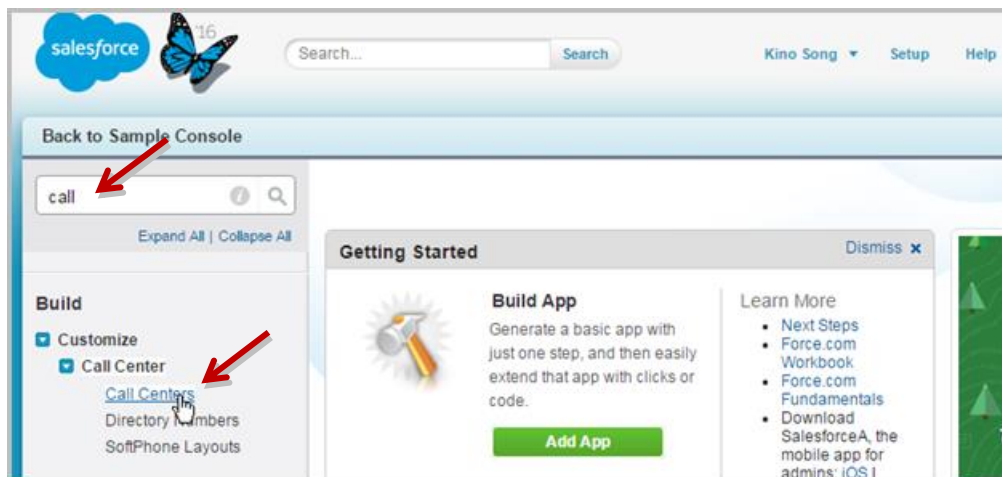 salesforce
'16
Search...
Search
Kino Song
Setup
Help
Back to Sample Console
call
Expand All | Collapse All
Build
Customize
Call Center
Call Centers
Directory Numbers
SoftPhone Layouts
Getting Started
Dismiss x
Build App
Generate a basic app with
just one step, and then easily
extend that app with clicks or
code.
Add App
Learn More
• Next Steps
• Force.com
Workbook
• Force.com
Fundamentals
• Download
SalesforceA, the
mobile app for
admins: iOS |